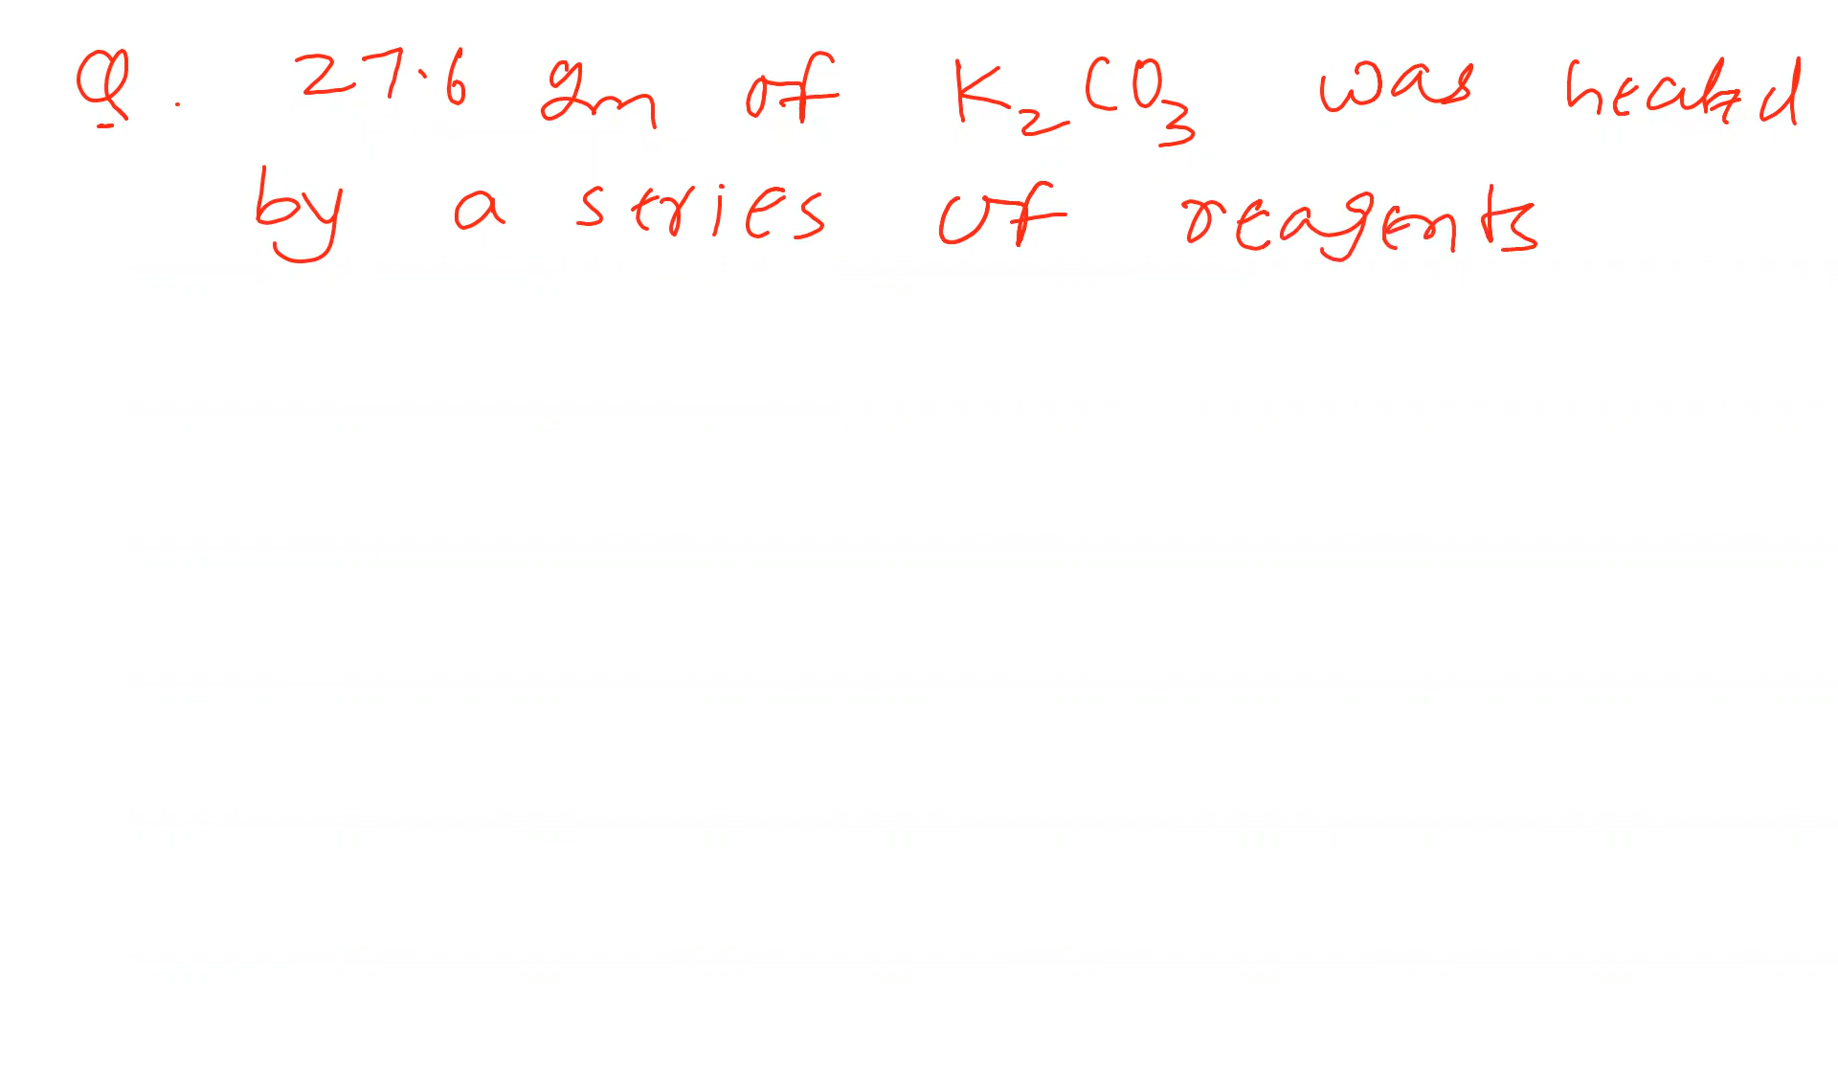 Q. 27.6 gm of K₂CO₃ was heated
by a series of reagents